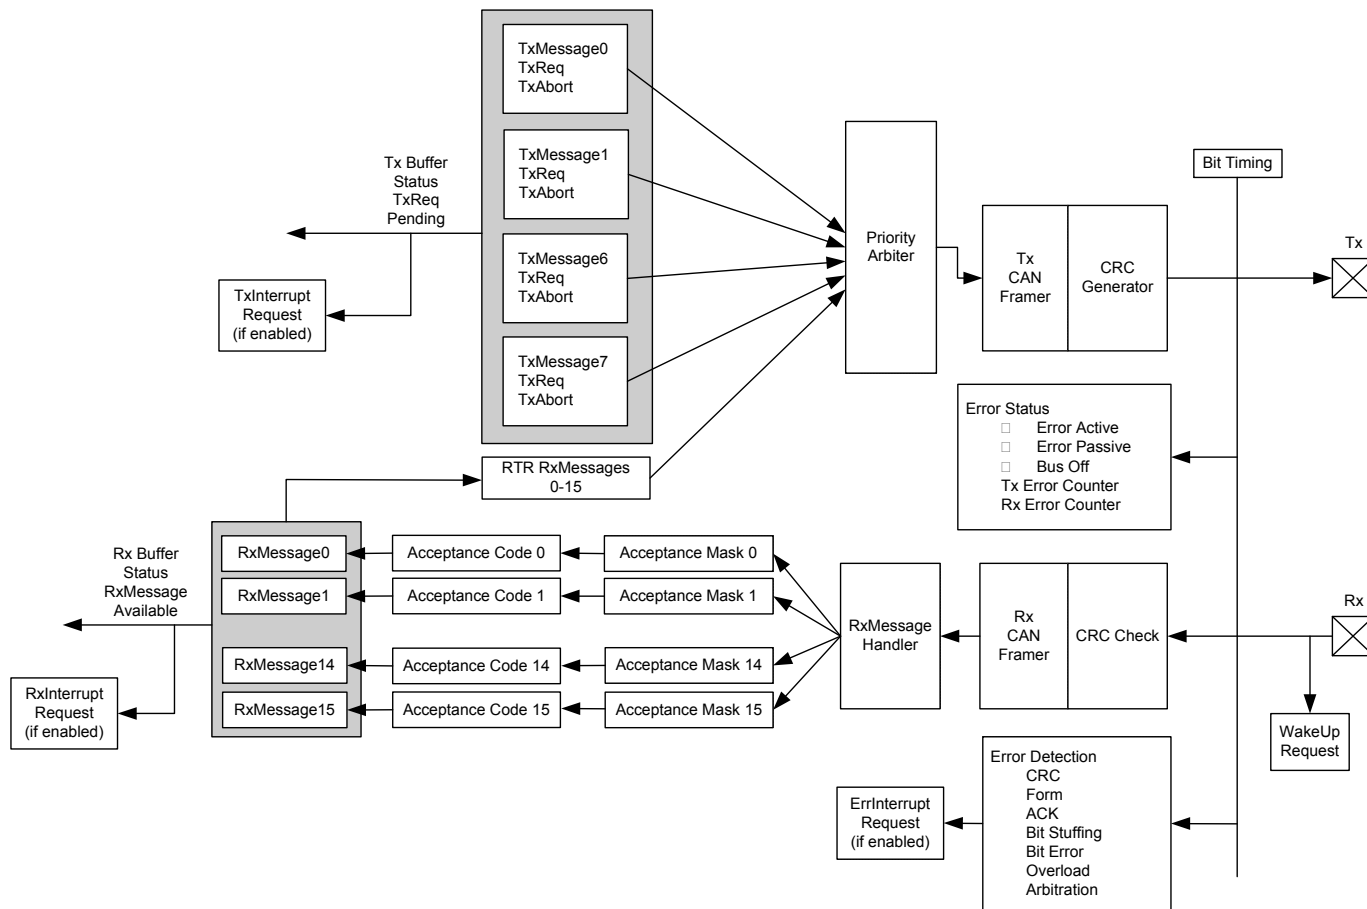 TxMessage0
TxReq
TxAbort
TxMessage1
TxReq
TxAbort
TxMessage6
TxReq
TxAbort
TxMessage7
TxReq
TxAbort
Tx Buffer
Status
TxReq
Pending
TxInterrupt
Request
(if enabled)
Priority
Arbiter
Tx
CAN
Framer
CRC
Generator
Bit Timing
Tx
Error Status
Error Active
Error Passive
Bus Off
Tx Error Counter
Rx Error Counter
RTR RxMessages
0-15
Rx Buffer
Status
RxMessage
Available
RxInterrupt
Request
(if enabled)
RxMessage0
Acceptance Code 0
Acceptance Mask 0
RxMessage1
Acceptance Code 1
Acceptance Mask 1
RxMessage14
Acceptance Code 14
Acceptance Mask 14
RxMessage15
Acceptance Code 15
Acceptance Mask 15
RxMessage
Handler
Rx
CAN
Framer
CRC Check
Rx
WakeUp
Request
ErrInterrupt
Request
(if enabled)
Error Detection
CRC
Form
ACK
Bit Stuffing
Bit Error
Overload
Arbitration